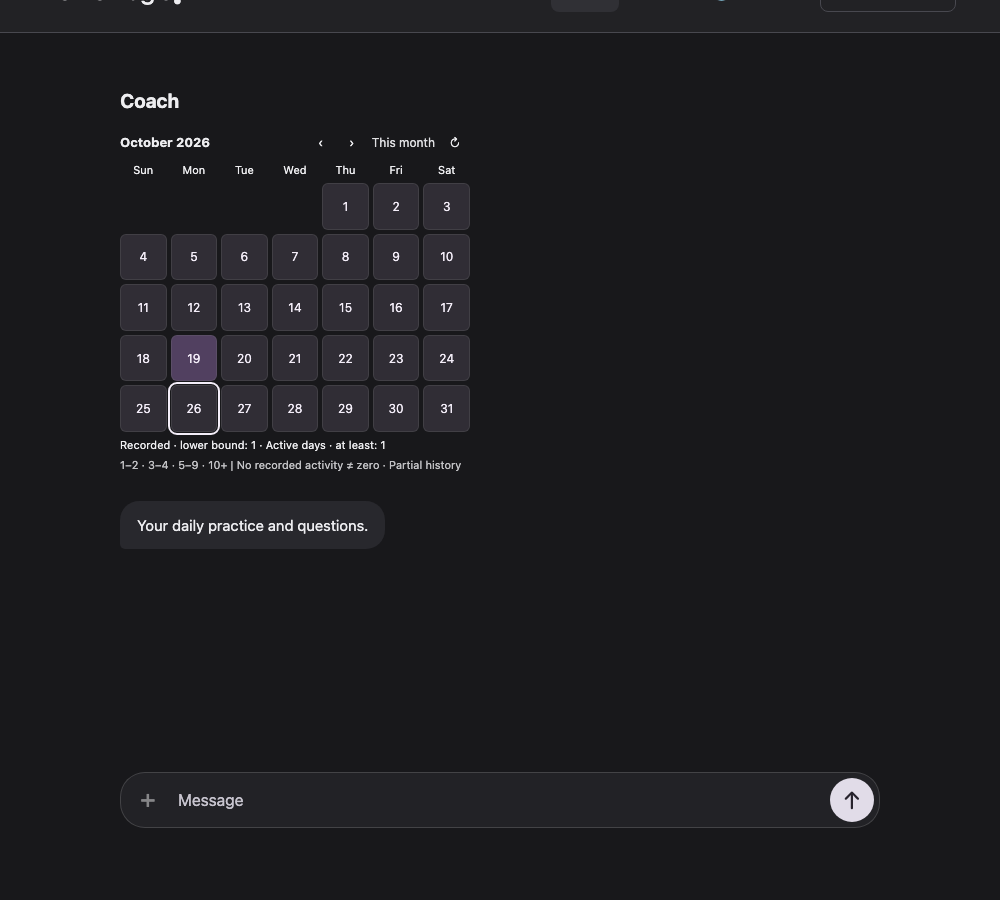 Coach
October 2026 ‹ › This month ↻
Sun Mon Tue Wed Thu Fri Sat
1 2 3
4 5 6 7 8 9 10
11 12 13 14 15 16 17
18 19 20 21 22 23 24
25 26 27 28 29 30 31
Recorded · lower bound: 1 · Active days · at least: 1
1–2 · 3–4 · 5–9 · 10+ | No recorded activity ≠ zero · Partial history
Your daily practice and questions.
+ Message